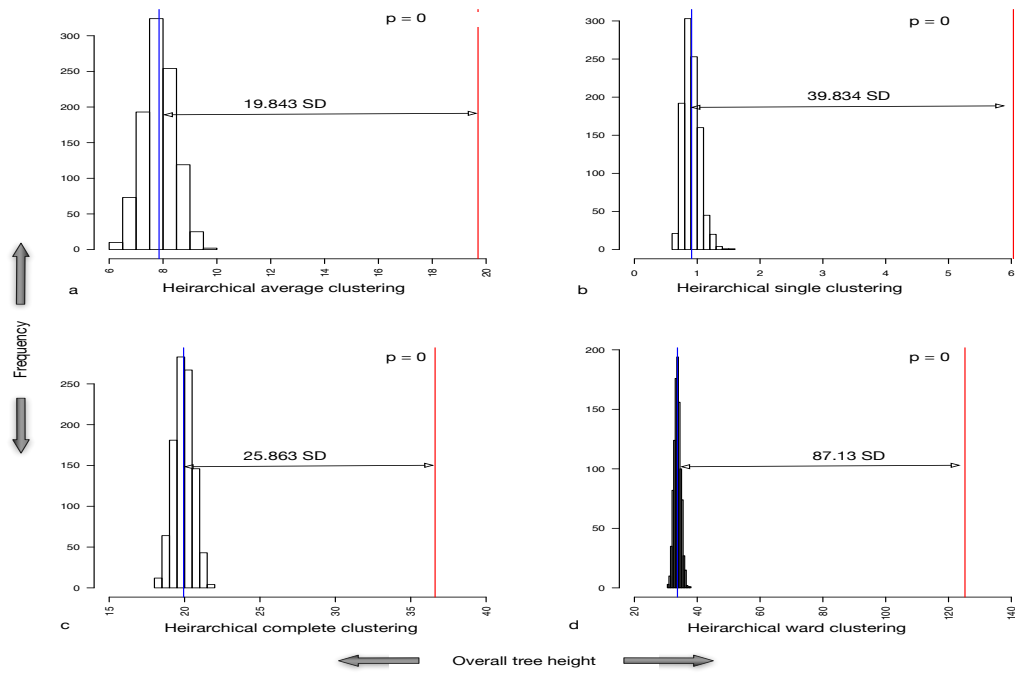 p = 0
19.843 SD
300
250
200
150
100
50
0
6
8
10
12
14
16
18
20
a
Heirarchical average clustering
p = 0
39.834 SD
300
250
200
150
100
50
0
0
1
2
3
4
5
6
b
Heirarchical single clustering
Frequency
p = 0
25.863 SD
250
200
150
100
50
0
15
20
25
30
35
40
c
Heirarchical complete clustering
p = 0
87.13 SD
200
150
100
50
0
20
40
60
80
100
120
140
d
Heirarchical ward clustering
Overall tree height